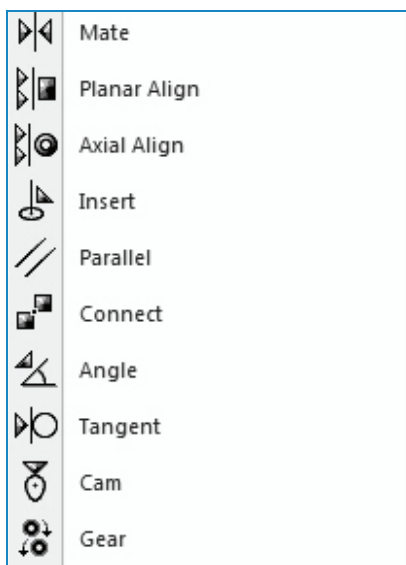 Mate
Planar Align
Axial Align
Insert
Parallel
Connect
Angle
Tangent
Cam
Gear